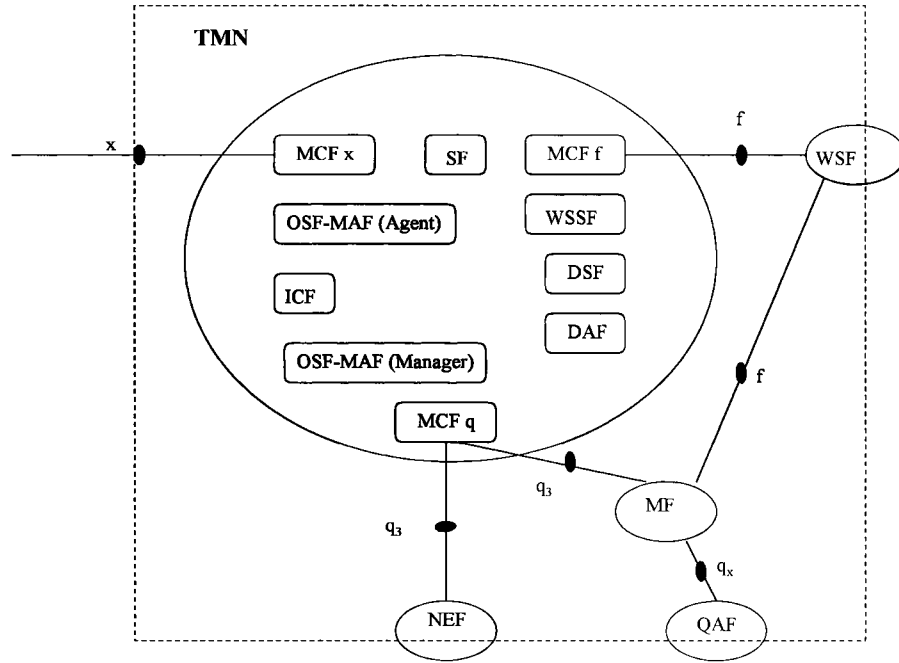 TMN
x
MCF x
SF
MCF f
f
WSF
OSF-MAF (Agent)
WSSF
ICF
DSF
DAF
OSF-MAF (Manager)
f
MCF q
q₃
MF
q₃
qₓ
NEF
QAF